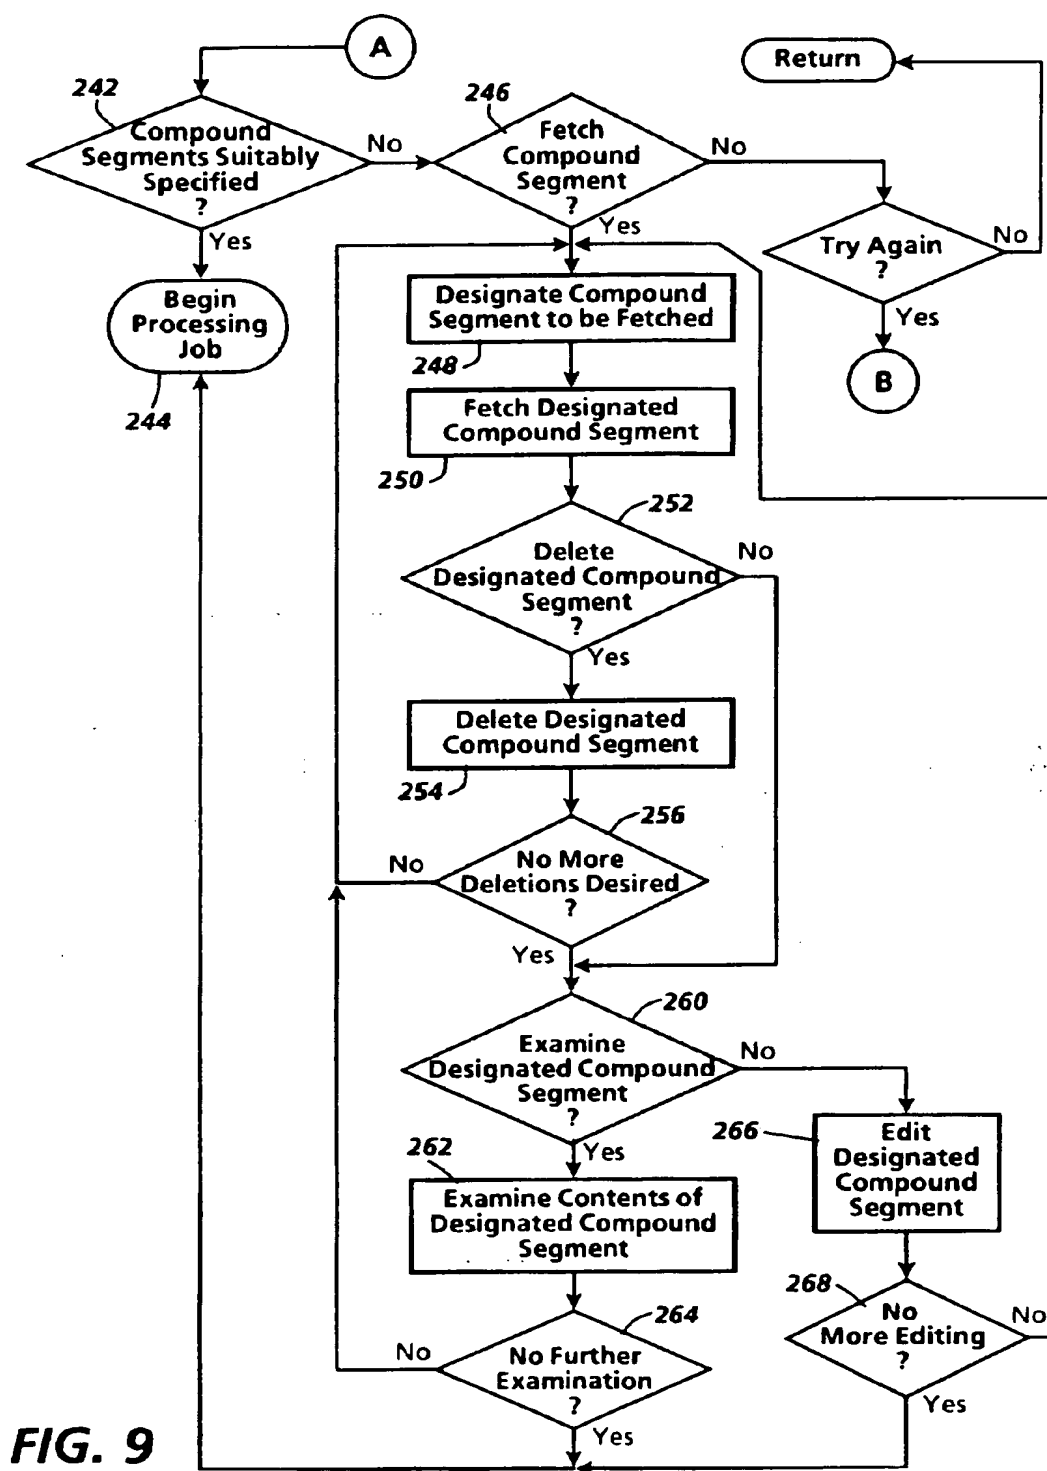 A
Return
242
Compound
Segments Suitably
Specified
?
No
Yes
246
Fetch
Compound
Segment
?
No
Yes
Try Again
?
No
Yes
B
Begin
Processing
Job
244
Designate Compound
Segment to be Fetched
248
Fetch Designated
Compound Segment
250
252
Delete
Designated Compound
Segment
?
No
Yes
Delete Designated
Compound Segment
254
256
No More
Deletions Desired
?
No
Yes
260
Examine
Designated Compound
Segment
?
No
Yes
262
Examine Contents of
Designated Compound
Segment
266
Edit
Designated
Compound
Segment
264
No Further
Examination
?
No
Yes
268
No
More Editing
?
No
Yes
FIG. 9